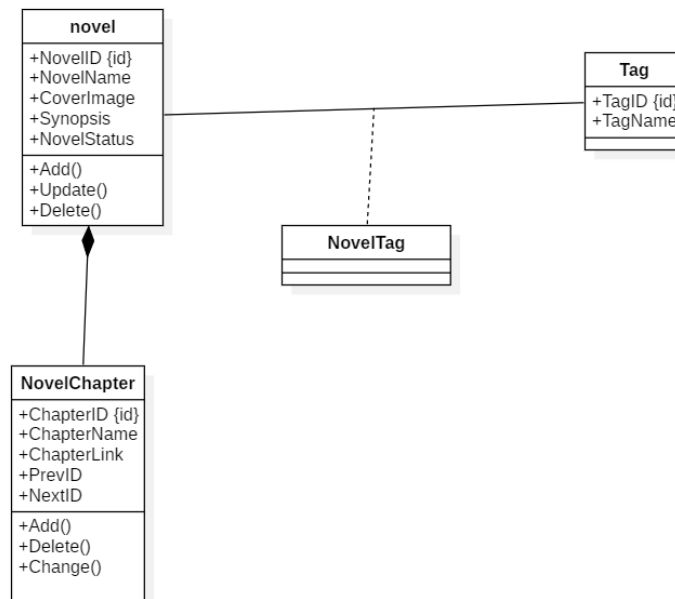 novel
+NovelID {id}
+NovelName
+CoverImage
+Synopsis
+NovelStatus
+Add()
+Update()
+Delete()
Tag
+TagID {id}
+TagName
NovelTag
NovelChapter
+ChapterID {id}
+ChapterName
+ChapterLink
+PrevID
+NextID
+Add()
+Delete()
+Change()